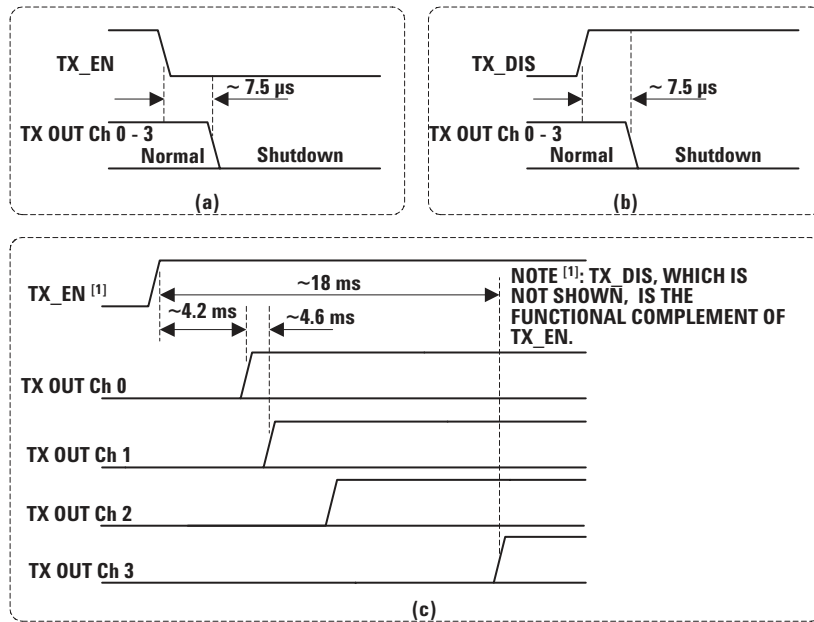 TX_EN
~ 7.5 µs
TX OUT Ch 0 - 3
Normal
Shutdown
(a)
TX_DIS
~ 7.5 µs
TX OUT Ch 0 - 3
Normal
Shutdown
(b)
TX_EN [1]
~18 ms
~4.2 ms
~4.6 ms
NOTE [1]: TX_DIS, WHICH IS
NOT SHOWN, IS THE
FUNCTIONAL COMPLEMENT OF
TX_EN.
TX OUT Ch 0
TX OUT Ch 1
TX OUT Ch 2
TX OUT Ch 3
(c)